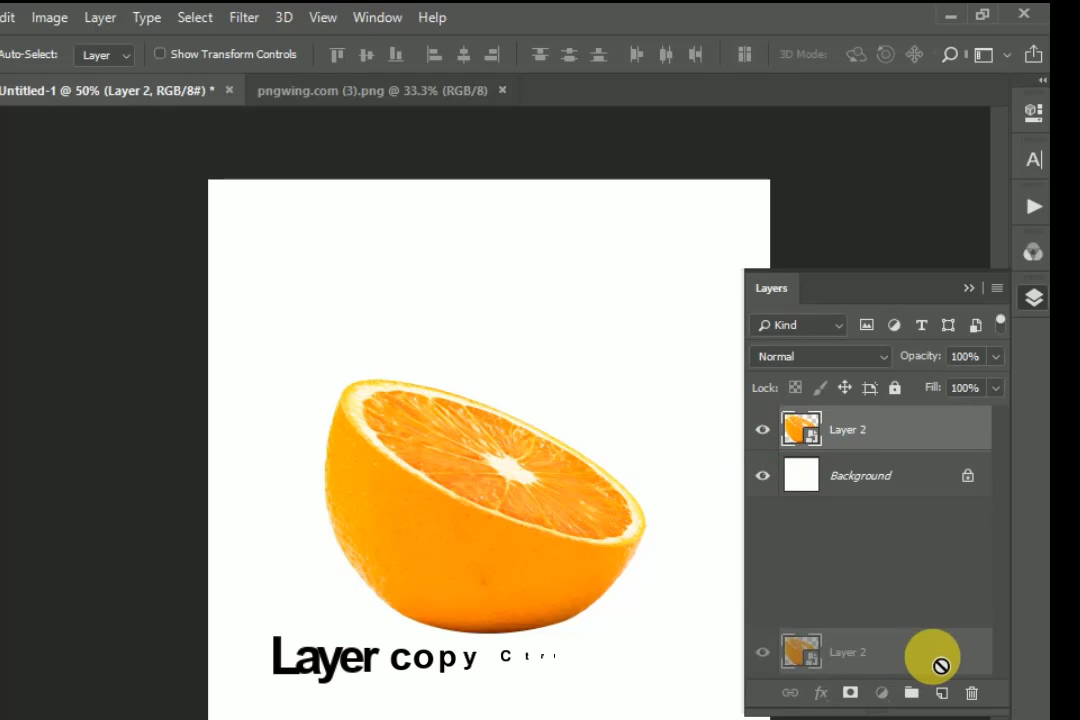 dit Image Layer Type Select Filter 3D View Window Help
Auto-Select: Layer Show Transform Controls 3D Mode:
Untitled-1 @ 50% (Layer 2, RGB/8#) * × pngwing.com (3).png @ 33.3% (RGB/8) ×
Layers
Kind
Normal Opacity: 100%
Lock: Fill: 100%
Layer 2
Background
Layer 2
Layer copy Ctr